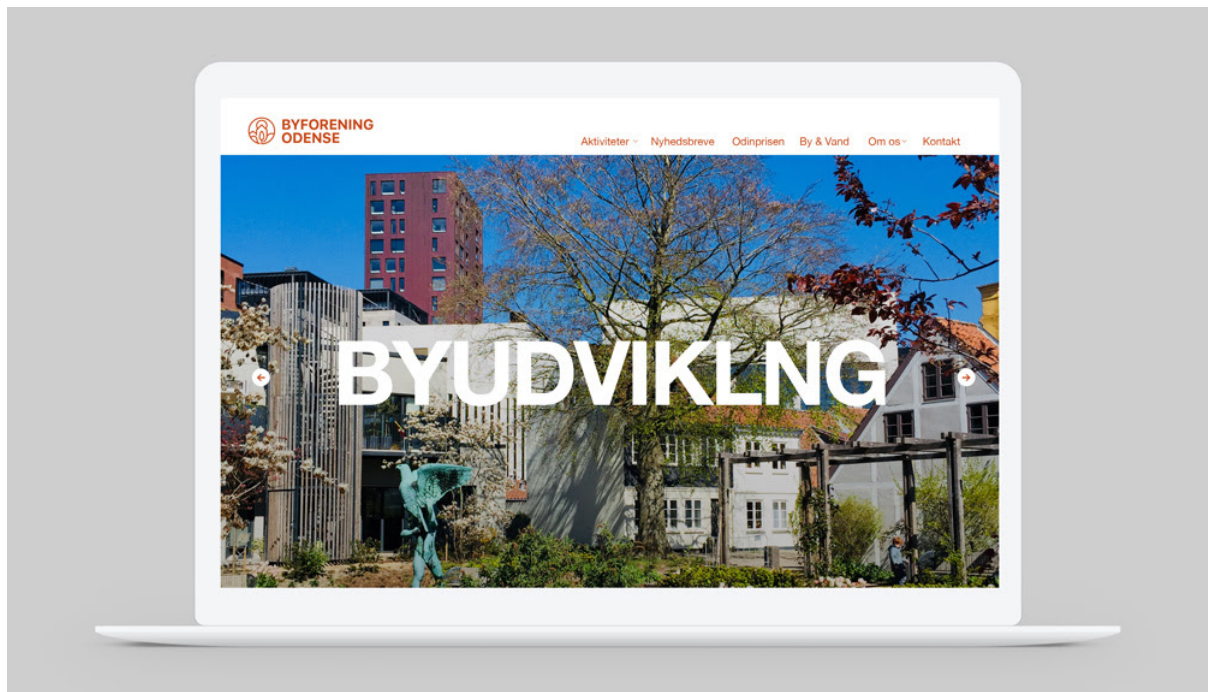 BYFORENING
ODENSE
Aktiviteter Nyhedsbreve Odinprisen By & Vand Om os Kontakt
BYUDVIKLNG